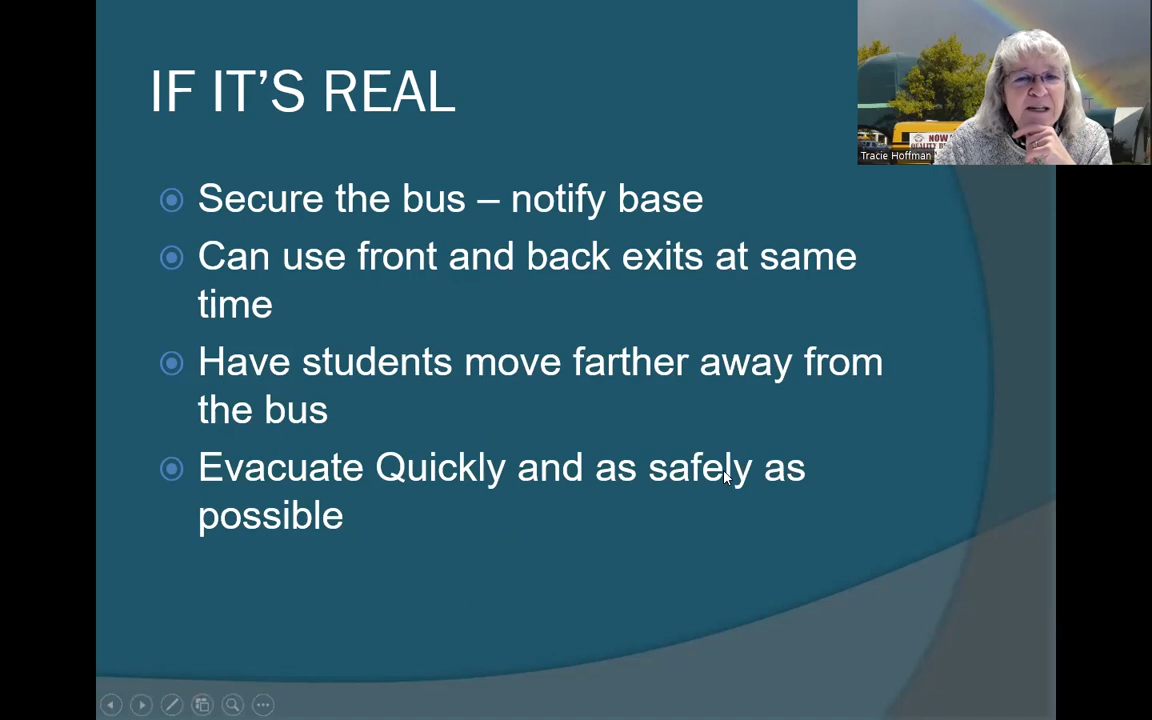 IF IT'S REAL
Secure the bus – notify base
Can use front and back exits at same
time
Have students move farther away from
the bus
Evacuate Quickly and as safely as
possible
Tracie Hoffman
NOW